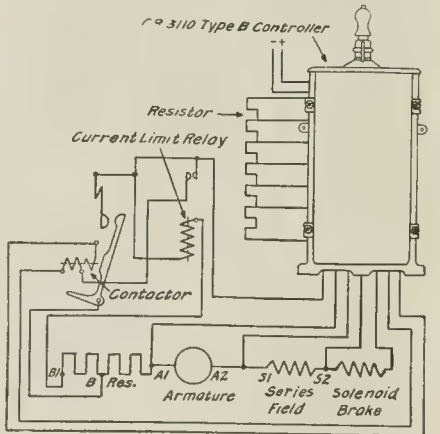 3110 Type B Controller
- +
Resistor
Current Limit Relay
Contactor
B1 B Res. A1 A2 S1 S2
Armature
Series Field
Solenoid Brake